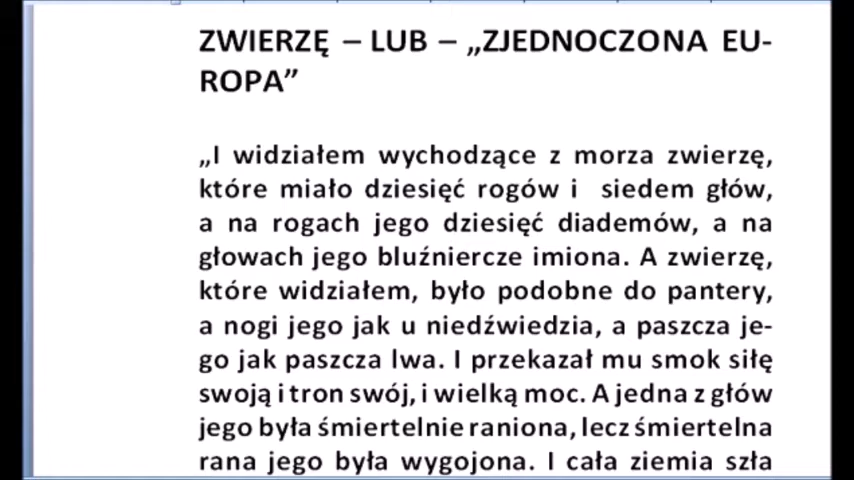 ZWIERZĘ – LUB – „ZJEDNOCZONA EU-
ROPA”
„I widziałem wychodzące z morza zwierzę,
które miało dziesięć rogów i siedem głów,
a na rogach jego dziesięć diademów, a na
głowach jego bluźniercze imiona. A zwierzę,
które widziałem, było podobne do pantery,
a nogi jego jak u niedźwiedzia, a paszcza je-
go jak paszcza lwa. I przekazał mu smok siłę
swoją i tron swój, i wielką moc. A jedna z głów
jego była śmiertelnie raniona, lecz śmiertelna
rana jego była wygojona. I cała ziemia szła